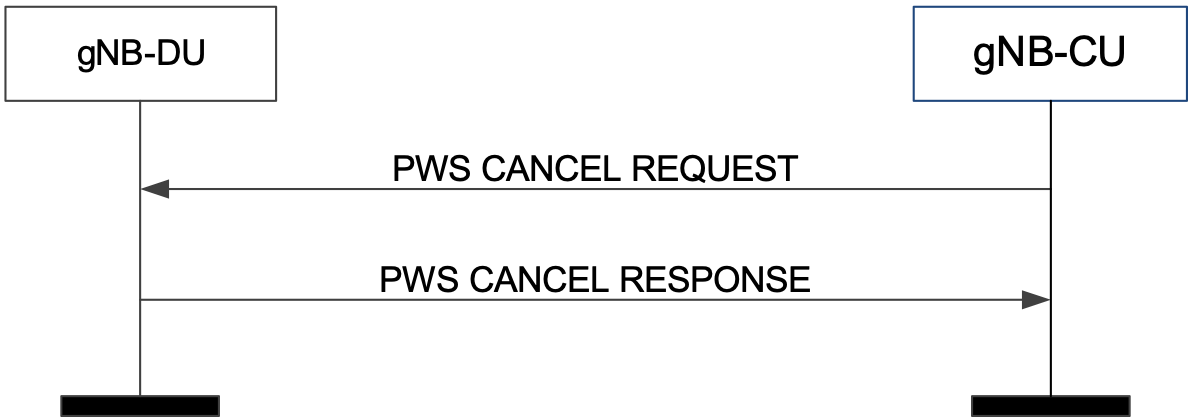 gNB-DU
gNB-CU
PWS CANCEL REQUEST
PWS CANCEL RESPONSE